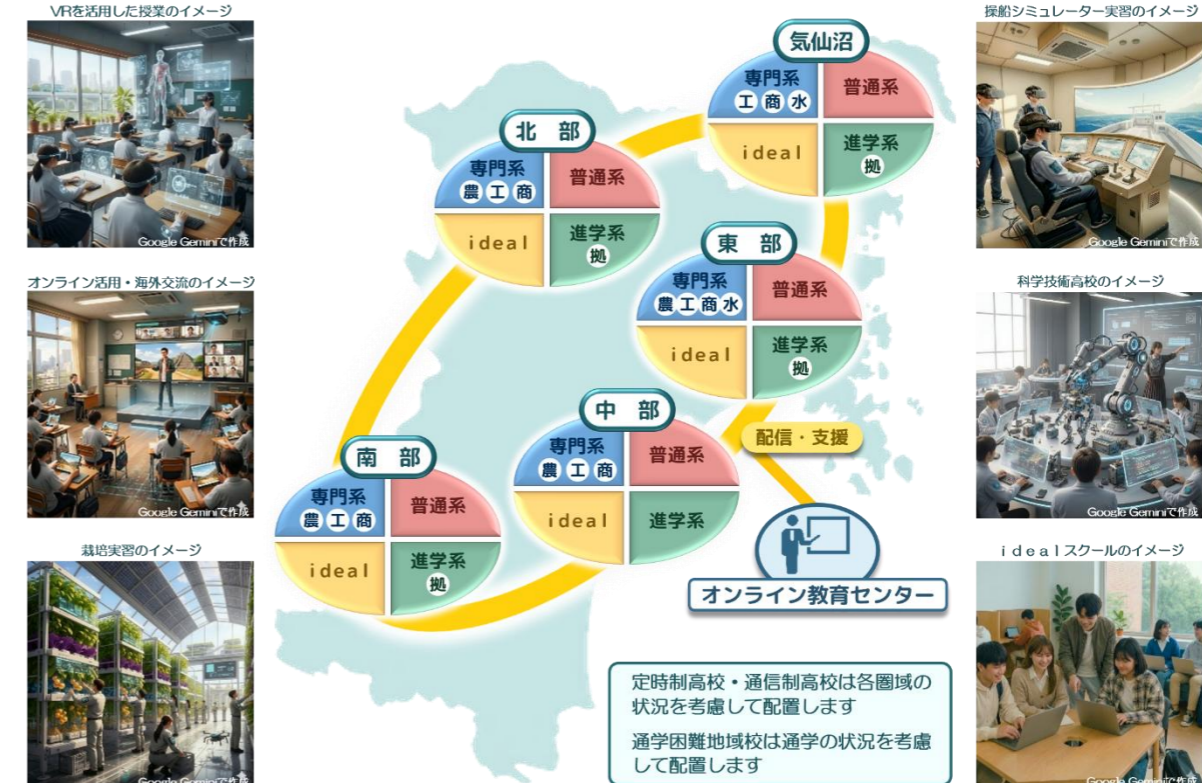 VRを活用した授業のイメージ
Google Geminiで作成
オンライン活用・海外交流のイメージ
Google Geminiで作成
栽培実習のイメージ
Google Geminiで作成
気仙沼
専門系
工 商 水
普通系
ideal
進学系
拠
北 部
専門系
農 工 商
普通系
ideal
進学系
拠
東 部
専門系
農 工 商 水
普通系
ideal
進学系
拠
中 部
専門系
農 工 商
普通系
ideal
進学系
南 部
専門系
農 工 商
普通系
ideal
進学系
拠
配信・支援
オンライン教育センター
定時制高校・通信制高校は各圏域の
状況を考慮して配置します
通学困難地域校は通学の状況を考慮
して配置します
操船シミュレーター実習のイメージ
Google Geminiで作成
科学技術高校のイメージ
Google Geminiで作成
idealスクールのイメージ
Google Geminiで作成